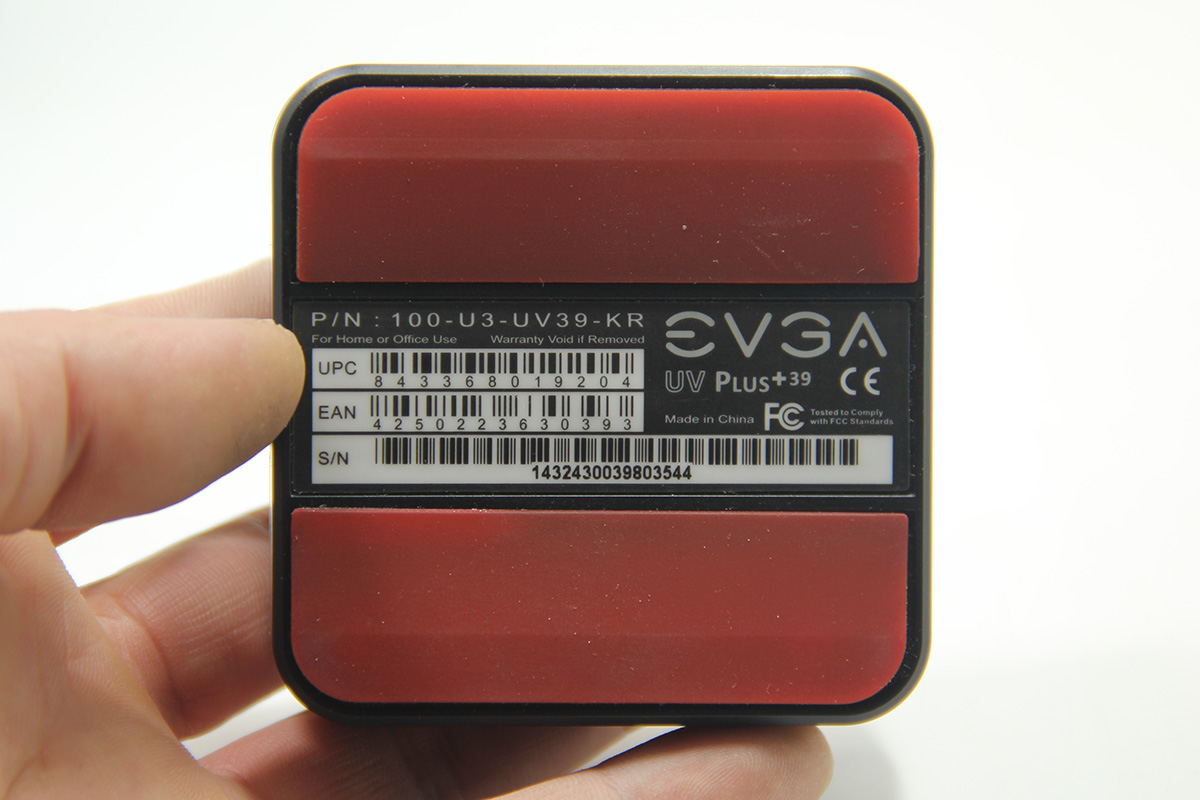 P/N : 100-U3-UV39-KR
For Home or Office Use Warranty Void if Removed
UPC
843368019204
EAN
4250223630393
S/N
1432430039803544
EVGA
UV PLUS+39
CE
Made in China FC Tested to Comply
with FCC Standards